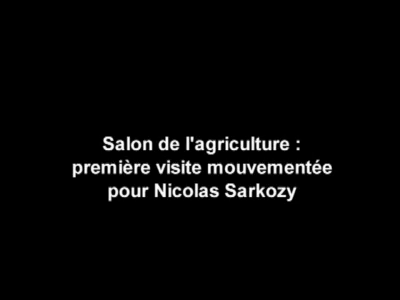 Salon de l'agriculture :
première visite mouvementée
pour Nicolas Sarkozy